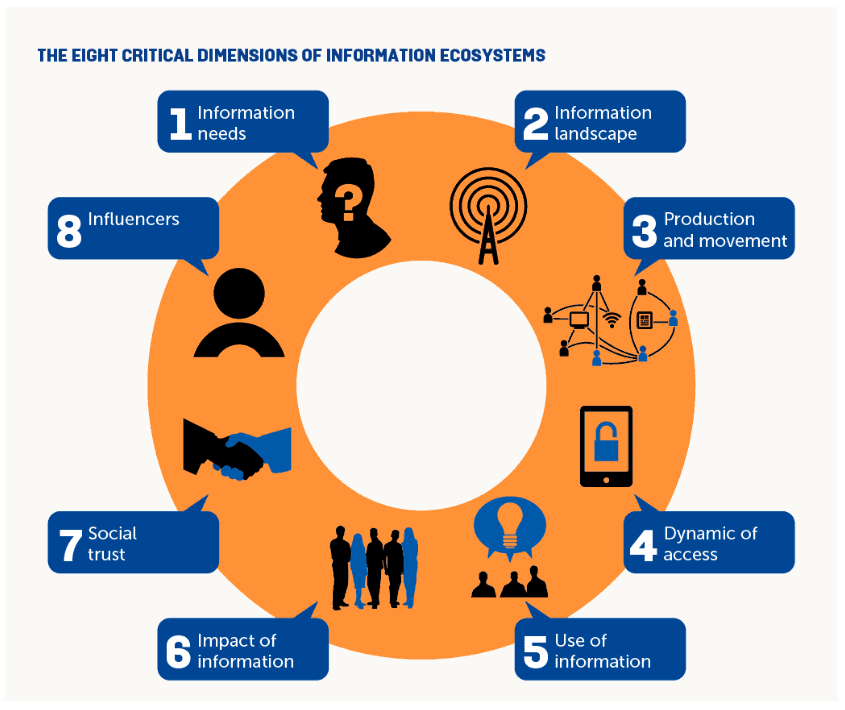 THE EIGHT CRITICAL DIMENSIONS OF INFORMATION ECOSYSTEMS
1 Information
needs
2 Information
landscape
3 Production
and movement
4 Dynamic of
access
5 Use of
information
6 Impact of
information
7 Social
trust
8 Influencers
?